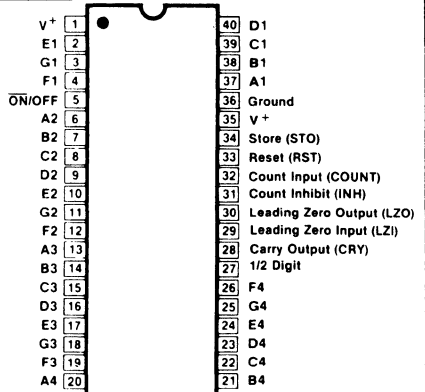 V+ 1 40 D1
E1 2 39 C1
G1 3 38 B1
F1 4 37 A1
ON/OFF 5 36 Ground
A2 6 35 V+
B2 7 34 Store (STO)
C2 8 33 Reset (RST)
D2 9 32 Count Input (COUNT)
E2 10 31 Count Inhibit (INH)
G2 11 30 Leading Zero Output (LZO)
F2 12 29 Leading Zero Input (LZI)
A3 13 28 Carry Output (CRY)
B3 14 27 1/2 Digit
C3 15 26 F4
D3 16 25 G4
E3 17 24 E4
G3 18 23 D4
F3 19 22 C4
A4 20 21 B4